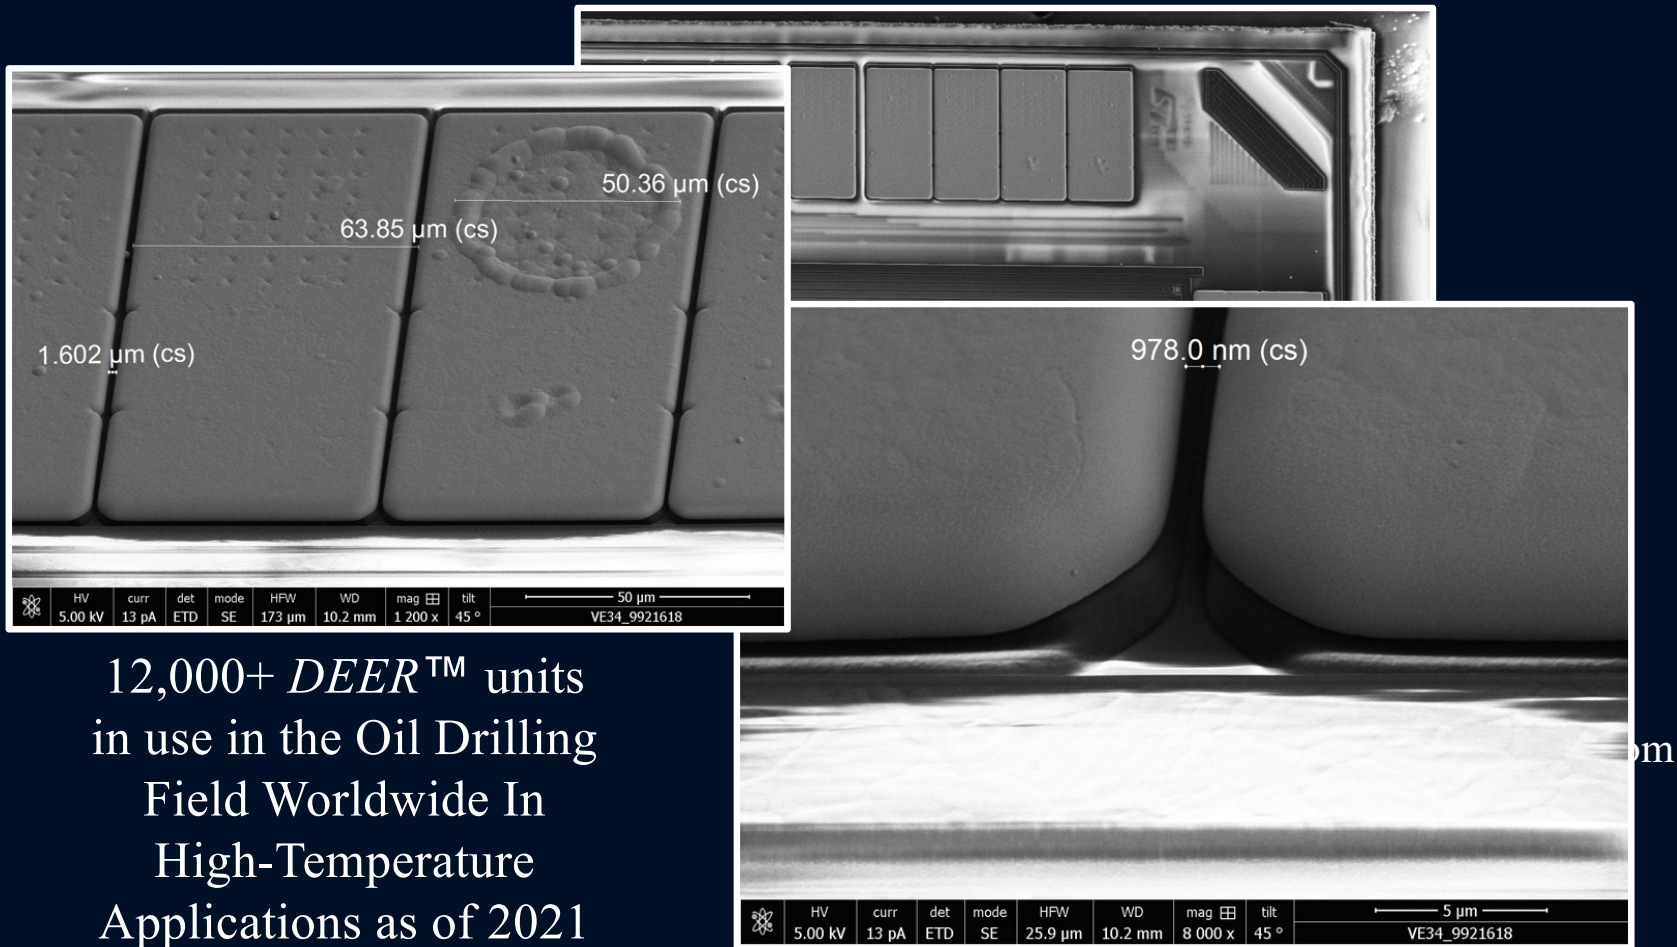 50.36 µm (cs)
63.85 µm (cs)
1.602 µm (cs)
HV curr det mode HFW WD mag tilt 50 µm
5.00 kV 13 pA ETD SE 173 µm 10.2 mm 1 200 x 45 ° VE34_9921618
978.0 nm (cs)
HV curr det mode HFW WD mag tilt 5 µm
5.00 kV 13 pA ETD SE 25.9 µm 10.2 mm 8 000 x 45 ° VE34_9921618
12,000+ DEER™ units
in use in the Oil Drilling
Field Worldwide In
High-Temperature
Applications as of 2021